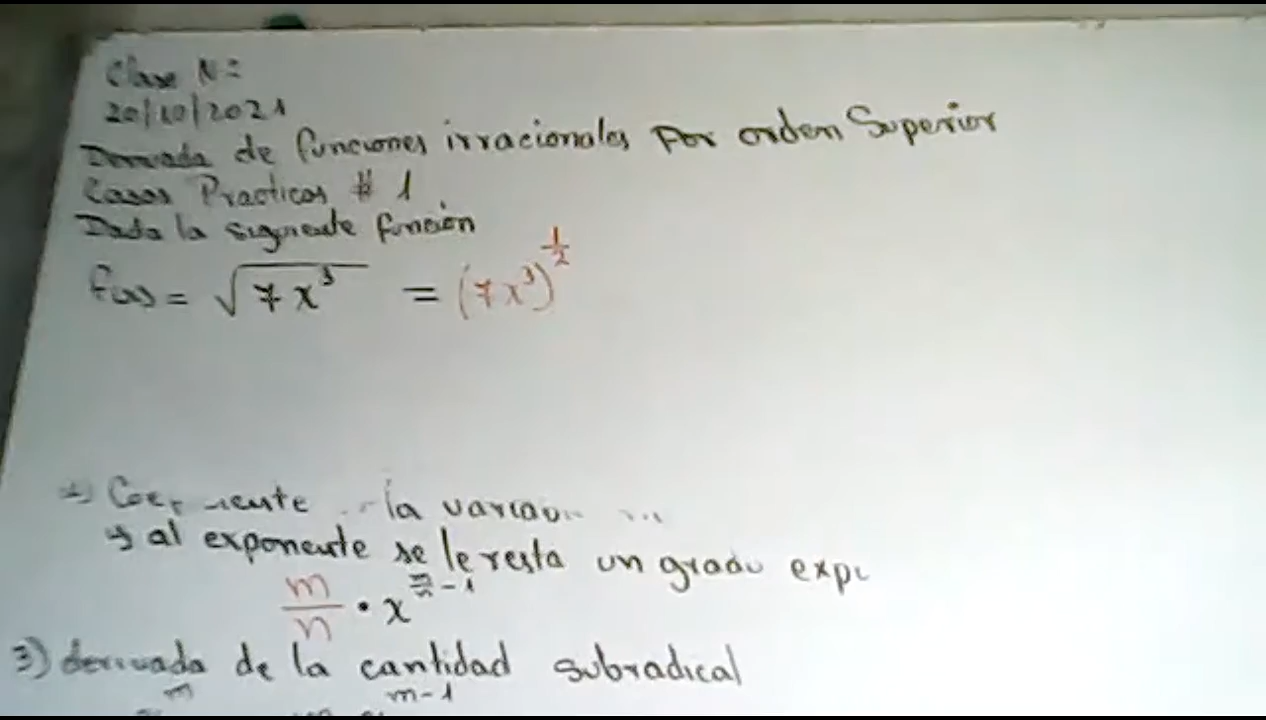 Clase N=
20/10/2021
Derivada de funciones irracionales Por orden Superior
Casos Practicos # 1
Dada la siguiente función
f(x) = √7x³ = (7x³)^1/2
la
y al exponente se le resta un grado
m/n • x^m/n - 1
3) derivada de la cantidad subradical
m m-1